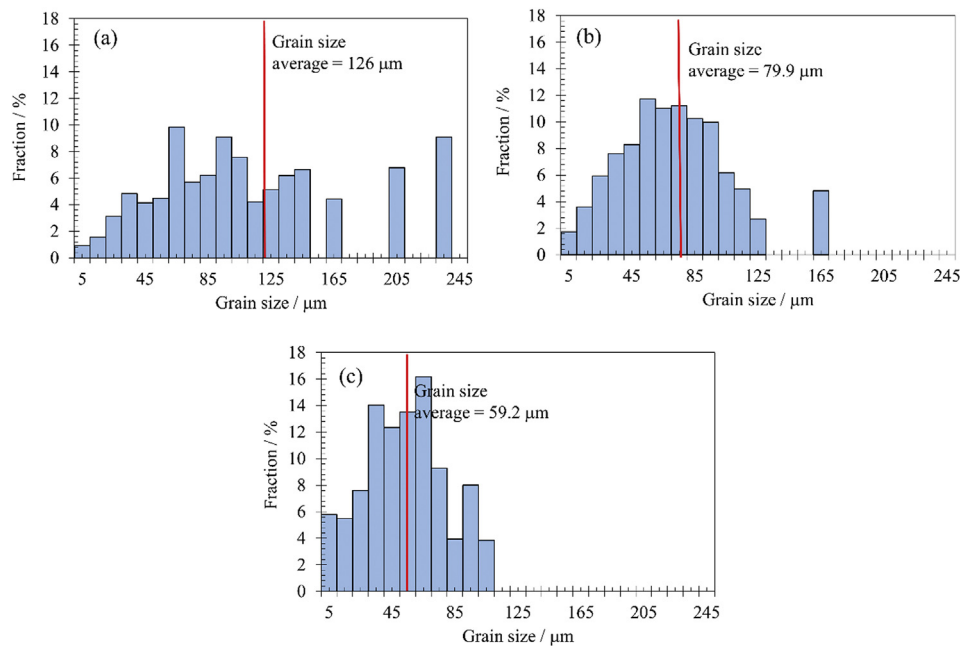 (a)
Grain size
average = 126 μm
Fraction / %
18
16
14
12
10
8
6
4
2
0
5 45 85 125 165 205 245
Grain size / μm
(b)
Grain size
average = 79.9 μm
Fraction / %
18
16
14
12
10
8
6
4
2
0
5 45 85 125 165 205 245
Grain size / μm
(c)
Grain size
average = 59.2 μm
Fraction / %
18
16
14
12
10
8
6
4
2
0
5 45 85 125 165 205 245
Grain size / μm